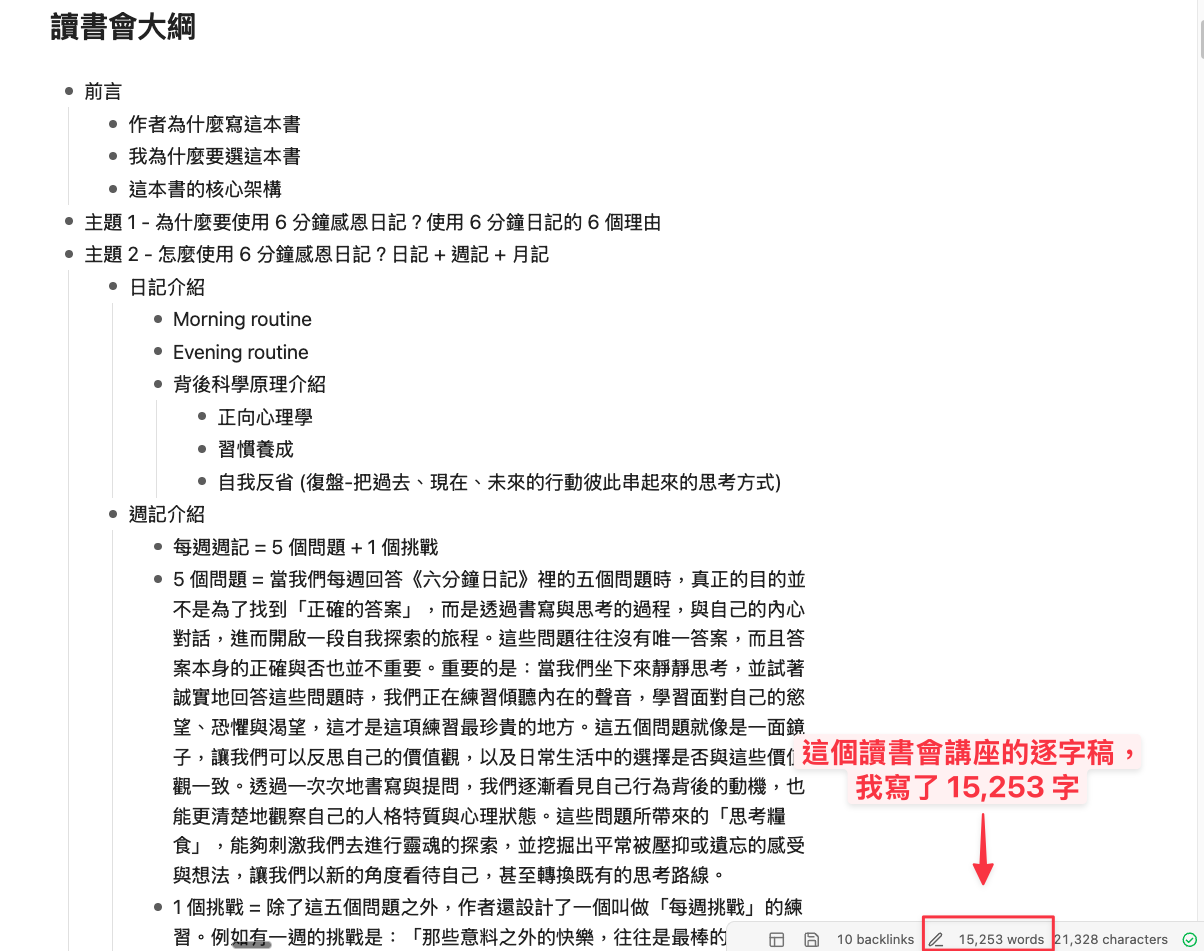 讀書會大綱
前言
作者為什麼寫這本書
我為什麼要選這本書
這本書的核心架構
主題 1 - 為什麼要使用 6 分鐘感恩日記？使用 6 分鐘日記的 6 個理由
主題 2 - 怎麼使用 6 分鐘感恩日記？日記 + 週記 + 月記
日記介紹
Morning routine
Evening routine
背後科學原理介紹
正向心理學
習慣養成
自我反省 (復盤-把過去、現在、未來的行動彼此串起來的思考方式)
週記介紹
每週週記 = 5 個問題 + 1 個挑戰
5 個問題 = 當我們每週回答《六分鐘日記》裡的五個問題時，真正的目的並
不是為了找到「正確的答案」，而是透過書寫與思考的過程，與自己的內心
對話，進而開啟一段自我探索的旅程。這些問題往往沒有唯一答案，而且答
案本身的正確與否也並不重要。重要的是：當我們坐下來靜靜思考，並試著
誠實地回答這些問題時，我們正在練習傾聽內在的聲音，學習面對自己的慾
望、恐懼與渴望，這才是這項練習最珍貴的地方。這五個問題就像是一面鏡
子，讓我們可以反思自己的價值觀，以及日常生活中的選擇是否與這些價值
觀一致。透過一次次地書寫與提問，我們逐漸看見自己行為背後的動機，也
能更清楚地觀察自己的人格特質與心理狀態。這些問題所帶來的「思考糧
食」，能夠刺激我們去進行靈魂的探索，並挖掘出平常被壓抑或遺忘的感受
與想法，讓我們以新的角度看待自己，甚至轉換既有的思考路線。
1 個挑戰 = 除了這五個問題之外，作者還設計了一個叫做「每週挑戰」的練
習。例如有一週的挑戰是：「那些意料之外的快樂，往往是最棒的
這個讀書會講座的逐字稿，
我寫了 15,253 字
10 backlinks 15,253 words 21,328 characters